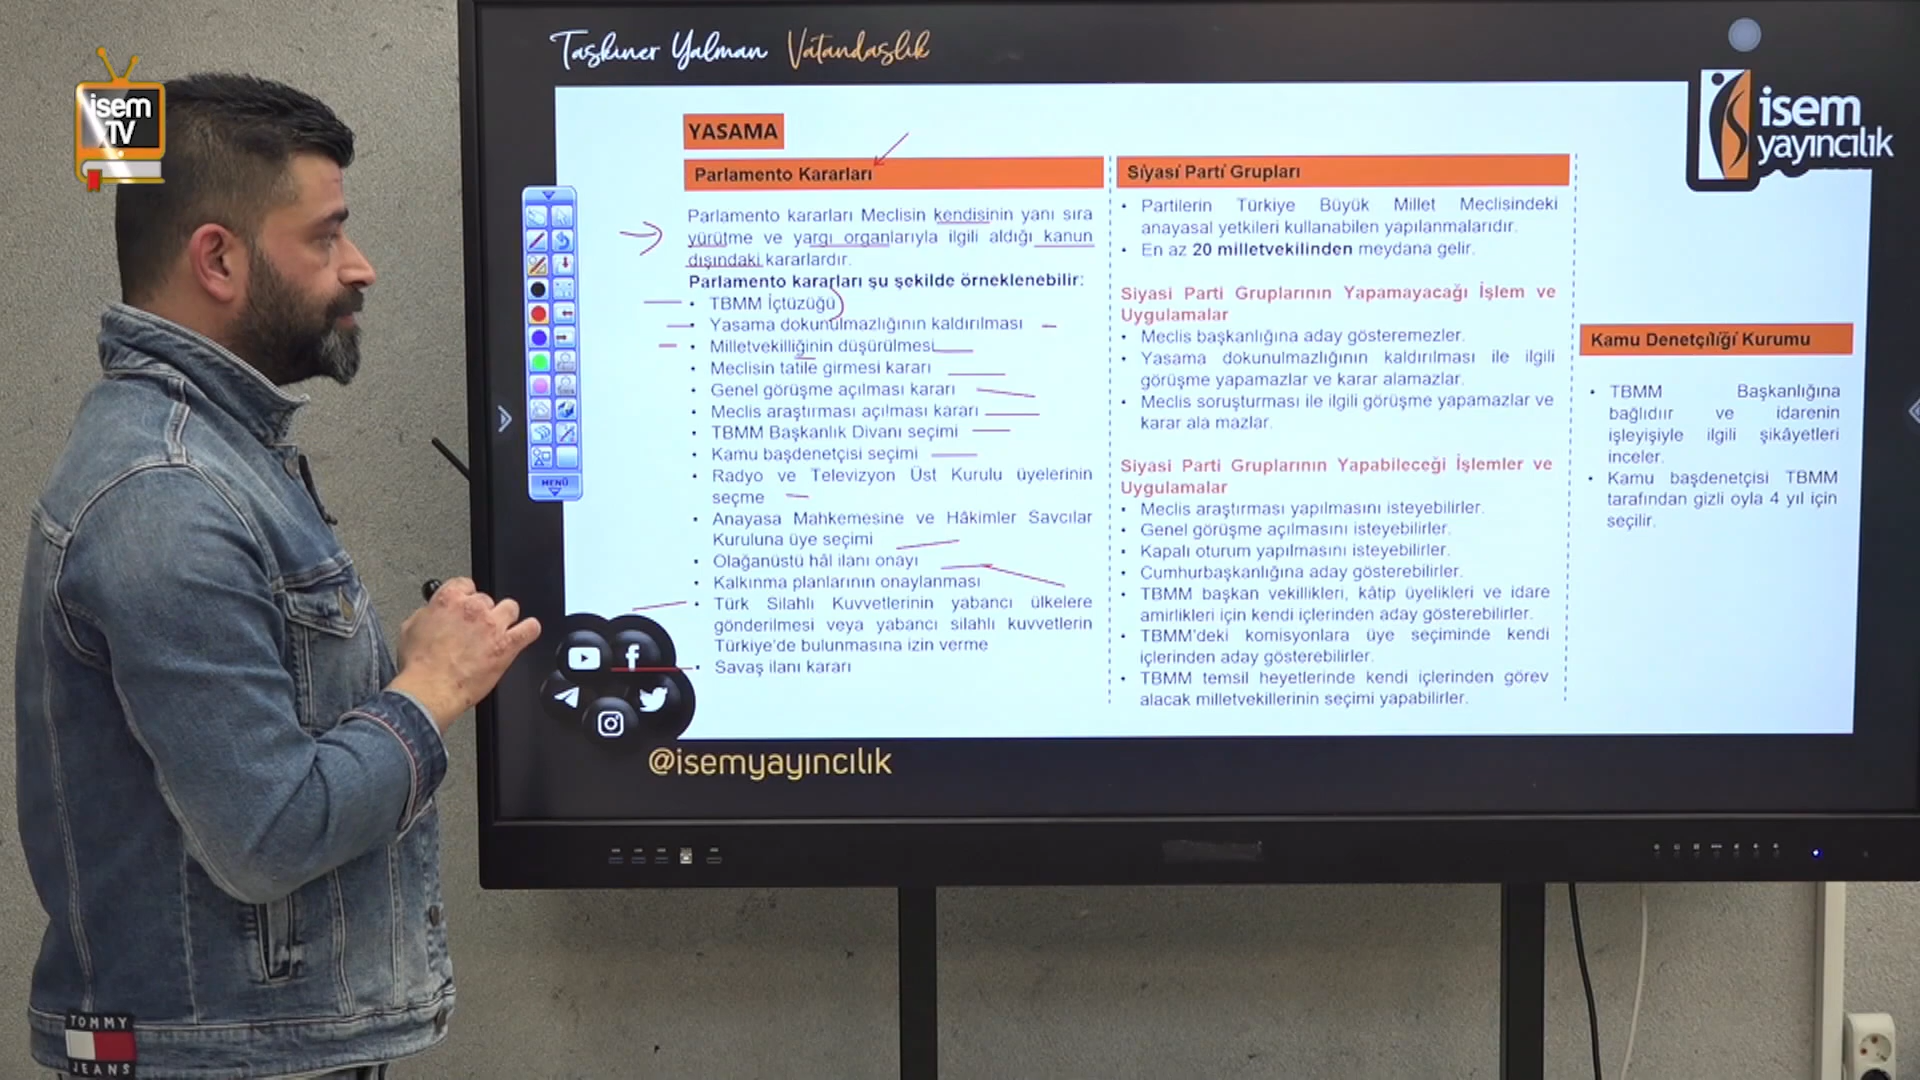 isem
TV
Taşkıner Yalman Vatandaşlık
isem
yayıncılık
YASAMA
Parlamento Kararları
Parlamento kararları Meclisin kendisinin yanı sıra
yürütme ve yargı organlarıyla ilgili aldığı kanun
dışındaki kararlardır.
Parlamento kararları şu şekilde örneklenebilir:
• TBMM İçtüzüğü
• Yasama dokunulmazlığının kaldırılması
• Milletvekilliğinin düşürülmesi
• Meclisin tatile girmesi kararı
• Genel görüşme açılması kararı
• Meclis araştırması açılması kararı
• TBMM Başkanlık Divanı seçimi
• Kamu başdenetçisi seçimi
• Radyo ve Televizyon Üst Kurulu üyelerinin
seçme
• Anayasa Mahkemesine ve Hâkimler Savcılar
Kuruluna üye seçimi
• Olağanüstü hâl ilanı onayı
• Kalkınma planlarının onaylanması
• Türk Silahlı Kuvvetlerinin yabancı ülkelere
gönderilmesi veya yabancı silahlı kuvvetlerin
Türkiye'de bulunmasına izin verme
• Savaş ilanı kararı
Siyasi Parti Grupları
• Partilerin Türkiye Büyük Millet Meclisindeki
anayasal yetkileri kullanabilen yapılanmalarıdır.
• En az 20 milletvekilinden meydana gelir.
Siyasi Parti Gruplarının Yapamayacağı İşlem ve
Uygulamalar
• Meclis başkanlığına aday gösteremezler.
• Yasama dokunulmazlığının kaldırılması ile ilgili
görüşme yapamazlar ve karar alamazlar.
• Meclis soruşturması ile ilgili görüşme yapamazlar ve
karar ala mazlar.
Siyasi Parti Gruplarının Yapabileceği İşlemler ve
Uygulamalar
• Meclis araştırması yapılmasını isteyebilirler.
• Genel görüşme açılmasını isteyebilirler.
• Kapalı oturum yapılmasını isteyebilirler.
• Cumhurbaşkanlığına aday gösterebilirler.
• TBMM başkan vekillikleri, kâtip üyelikleri ve idare
amirlikleri için kendi içlerinden aday gösterebilirler.
• TBMM'deki komisyonlara üye seçiminde kendi
içlerinden aday gösterebilirler.
• TBMM temsil heyetlerinde kendi içlerinden görev
alacak milletvekillerinin seçimi yapabilirler.
Kamu Denetçiliği Kurumu
• TBMM Başkanlığına
bağlıdıır ve idarenin
işleyişiyle ilgili şikâyetleri
inceler.
• Kamu başdenetçisi TBMM
tarafından gizli oyla 4 yıl için
seçilir.
MENÜ
@isemyayıncılık
TOMMY
JEANS